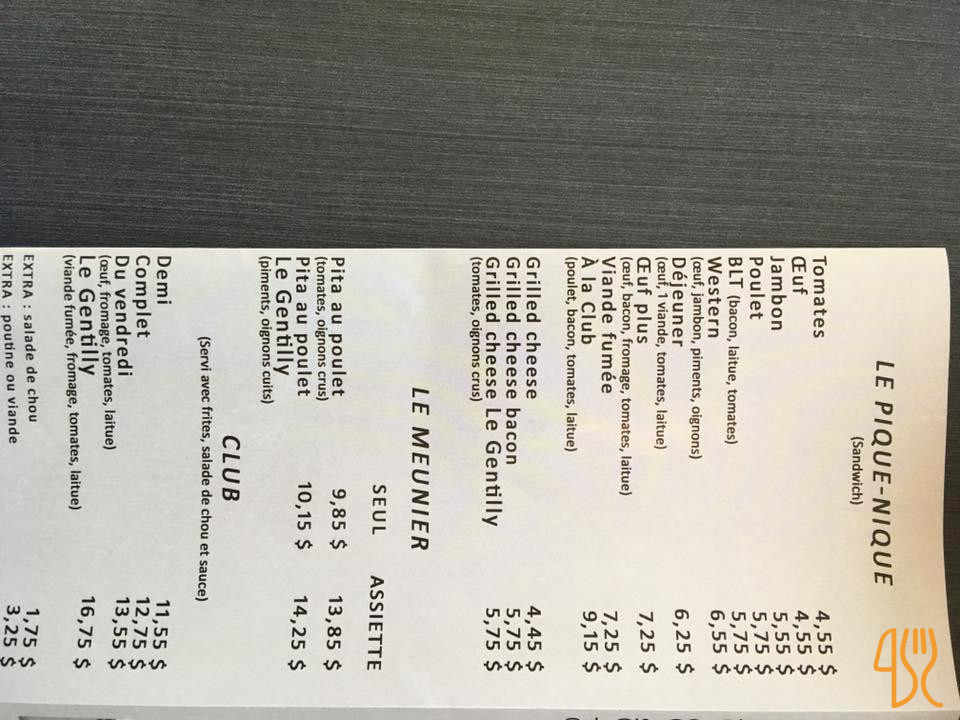 LE PIQUE-NIQUE
(Sandwich)
Tomates 4,55 $
Œuf 4,55 $
Jambon 5,55 $
Poulet 5,75 $
BLT (bacon, laitue, tomates) 5,75 $
Western 6,55 $
(œuf, jambon, piments, oignons)
Déjeuner 6,25 $
(œuf, 1 viande, tomates, laitue)
Œuf plus 7,25 $
(œuf, bacon, fromage, tomates, laitue)
Viande fumée 7,25 $
À la Club 9,15 $
(poulet, bacon, tomates, laitue)
Grilled cheese 4,45 $
Grilled cheese bacon 5,75 $
Grilled cheese Le Gentilly 5,75 $
(tomates, oignons crus)
LE MEUNIER
SEUL ASSIETTE
Pita au poulet 9,85 $ 13,85 $
(tomates, oignons crus)
Pita au poulet 10,15 $ 14,25 $
Le Gentilly
(piments, oignons cuits)
CLUB
(Servi avec frites, salade de chou et sauce)
Demi 11,55 $
Complet 12,75 $
Du vendredi 13,55 $
(œuf, fromage, tomates, laitue)
Le Gentilly 16,75 $
(viande fumée, fromage, tomates, laitue)
EXTRA : salade de chou 1,75 $
EXTRA : poutine ou viande 3,25 $